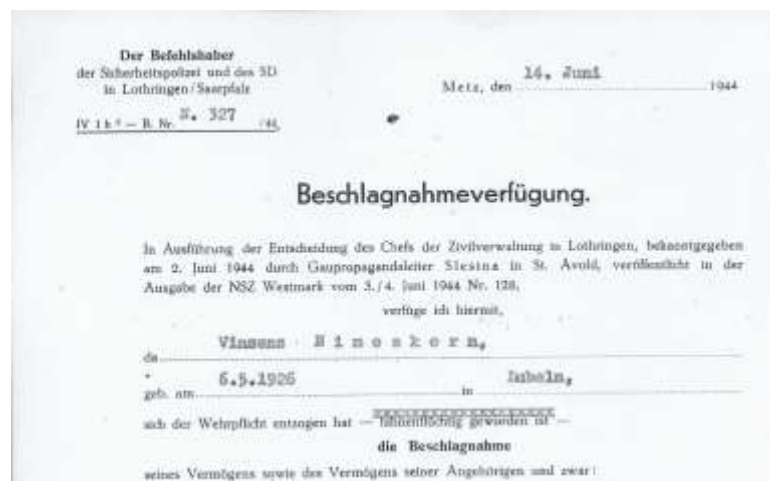 Der Befehlshaber
der Sicherheitspolizei und des SD
in Lothringen/Saarpfalz
Metz, den 14. Juni 1944
IV 1 b — B. Nr. N. 327 /44.
Beschlagnahmeverfügung.
In Ausführung der Entscheidung des Chefs der Zivilverwaltung in Lothringen, bekanntgegeben
am 2. Juni 1944 durch Gaupropagandaleiter Slesina in St. Avold, veröffentlicht in der
Ausgabe der NSZ Westmark vom 3./4. Juni 1944 Nr. 128,
verfüge ich hiermit,
da Vinsens
geb. am 6.5.1926 in Lubeln,
sich der Wehrpflicht entzogen hat — fahnenflüchtig geworden ist —
die Beschlagnahme
seines Vermögens sowie des Vermögens seiner Angehörigen und zwar: